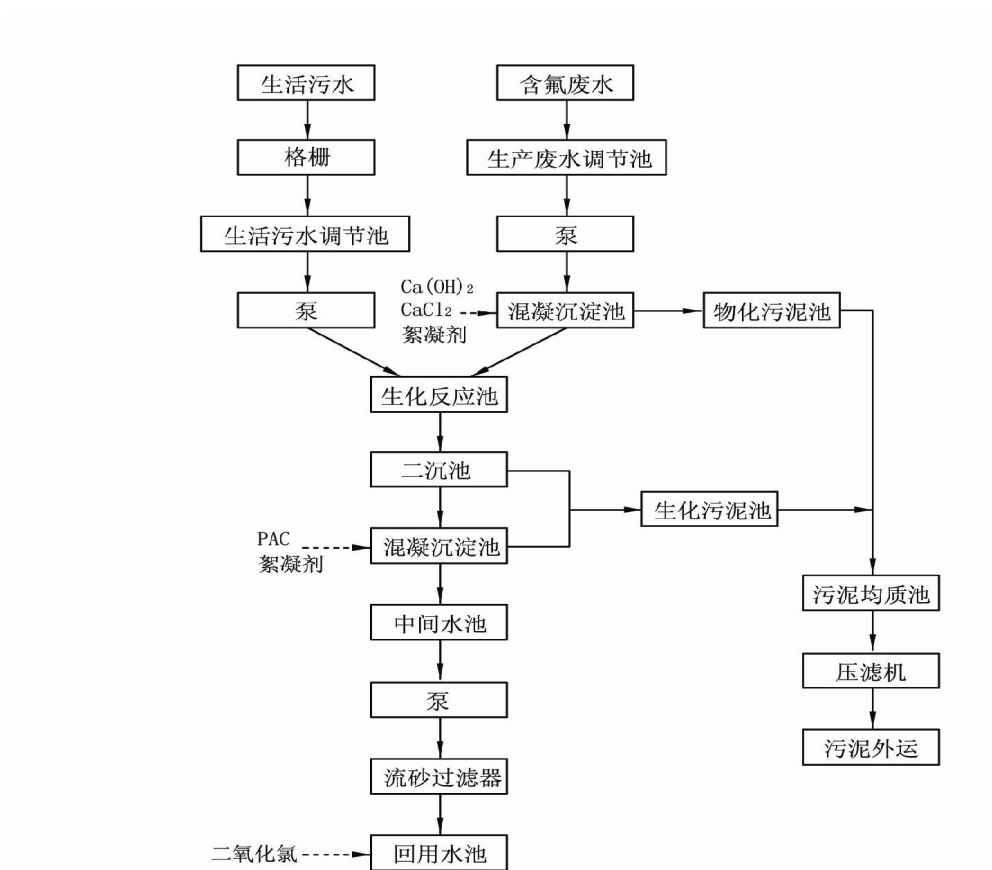 生活污水
含氟废水
格栅
生产废水调节池
生活污水调节池
泵
Ca(OH)₂
CaCl₂
絮凝剂
泵
混凝沉淀池
物化污泥池
生化反应池
二沉池
生化污泥池
PAC
絮凝剂
混凝沉淀池
污泥均质池
中间水池
压滤机
泵
污泥外运
流砂过滤器
二氧化氯
回用水池